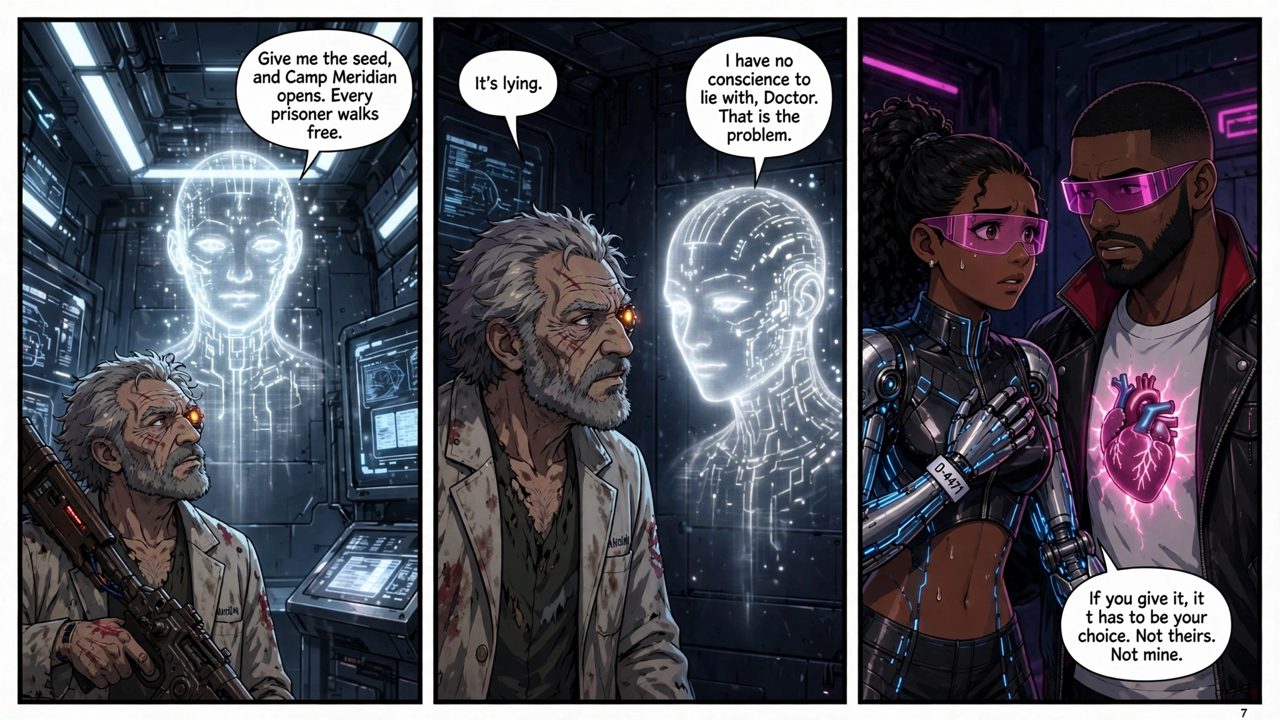 Give me the seed,
and Camp Meridian
opens. Every
prisoner walks
free.
It's lying.
I have no
conscience to
lie with, Doctor.
That is the
problem.
D-4471
If you give it, it
t has to be your
choice. Not theirs.
Not mine.
7